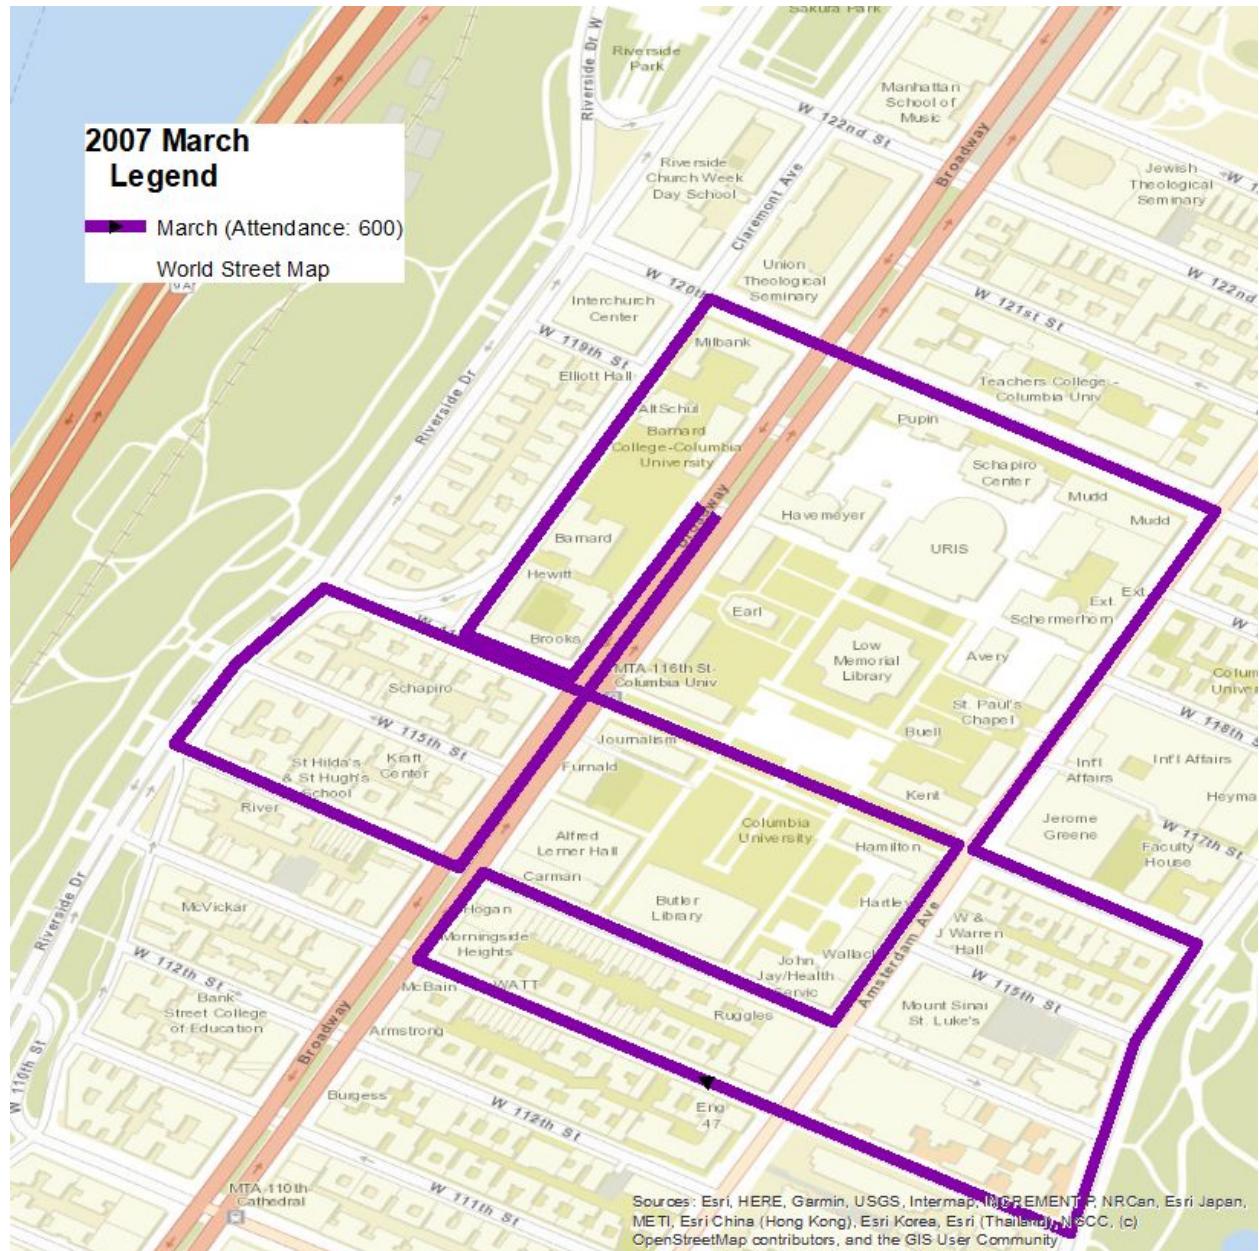 Sakura Park
Riverside Dr W
Riverside
Park
Manhattan
School of
Music
W 122nd St
Broadway
2007 March
Legend
March (Attendance: 600)
World Street Map
9A
Riverside
Church Week
Day School
Claremont Ave
Jewish
Theological
Seminary
W 122nd
Union
Theological
Seminary
W 120th
Interchurch
Center
W 121st St
W 119th St
Milbank
Elliott Hall
Riverside Dr
Teachers College -
Columbia Univ
AltSchul
Barnard
College-Columbia
University
Pupin
Schapiro
Center
Mudd
Mudd
Broadway
Havemeyer
URIS
Barnard
Hewitt
Earl
Ext
Ext.
Schermerhorn
Brooks
Low
Memorial
Library
Avery
MTA-116th St-
Columbia Univ
Schapiro
St. Paul's
Chapel
W 118th S
Buell
W 115th St
Journalism
Furnald
St Hilda's
& St Hugh's
School
Kraft
Center
Int'l
Affairs
Int'l Affairs
Kent
Heyma
River
Columbia
University
Jerome
Greene
W 117th St
Faculty
House
Alfred
Lerner Hall
Hamilton
Carman
Butler
Library
Hartley
McVickar
Hogan
W &
J Warren
Hall
Riverside Dr
Morningside
Heights
Wallach
John
Jay/Health
Servic
Amsterdam Ave
W 115th St
W 112th St
McBain
WATT
Bank
Street College
of Education
Ruggles
Mount Sinai
St. Luke's
Armstrong
Broadway
W 110th St
Burgess
W 112th St
Eng
47
MTA-110th-
Cathedral
W 111th St
Sources: Esri, HERE, Garmin, USGS, Intermap, INCREMENT P, NRCan, Esri Japan,
METI, Esri China (Hong Kong), Esri Korea, Esri (Thailand), NGCC, (c)
OpenStreetMap contributors, and the GIS User Community